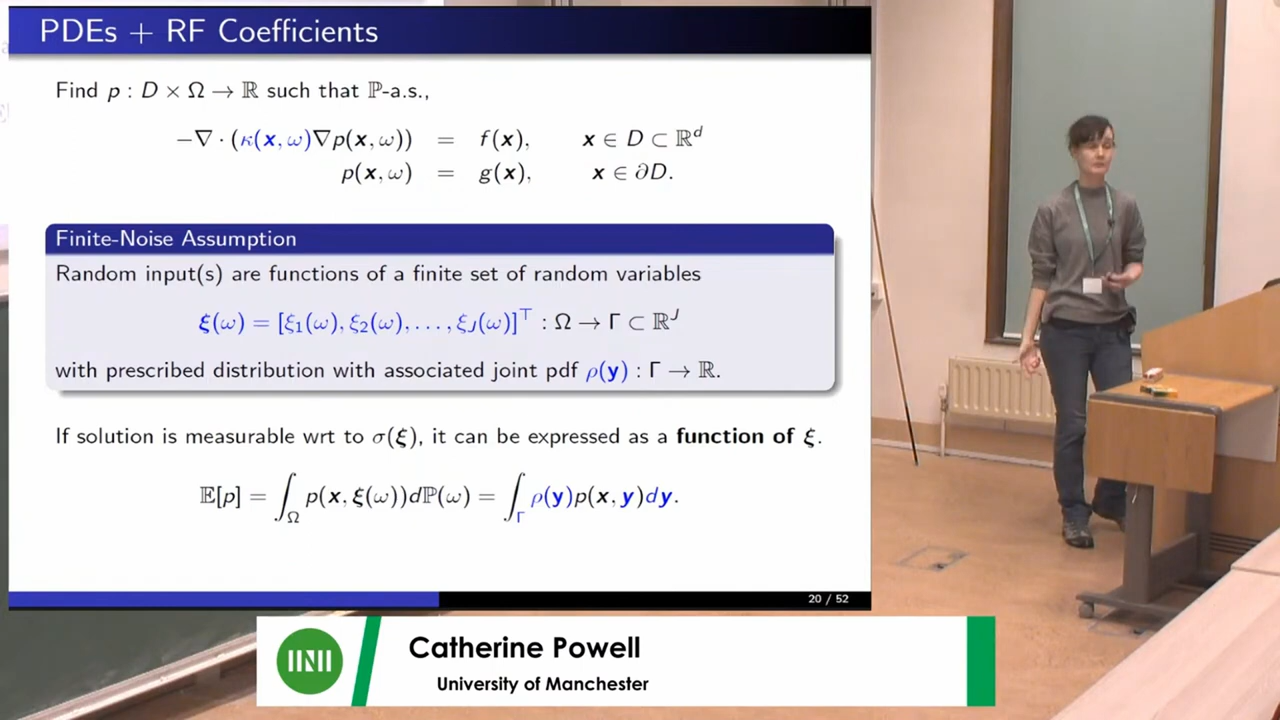 PDEs + RF Coefficients
Find p : D × Ω → ℝ such that ℙ-a.s.,
−∇ · (κ(x, ω)∇p(x, ω)) = f(x), x ∈ D ⊂ ℝᵈ
p(x, ω) = g(x), x ∈ ∂D.
Finite-Noise Assumption
Random input(s) are functions of a finite set of random variables
ξ(ω) = [ξ₁(ω), ξ₂(ω), . . . , ξ_J(ω)]^⊤ : Ω → Γ ⊂ ℝ^J
with prescribed distribution with associated joint pdf ρ(y) : Γ → ℝ.
If solution is measurable wrt to σ(ξ), it can be expressed as a function of ξ.
𝔼[p] = ∫_Ω p(x, ξ(ω))dℙ(ω) = ∫_Γ ρ(y)p(x, y)dy.
20 / 52
Catherine Powell
University of Manchester